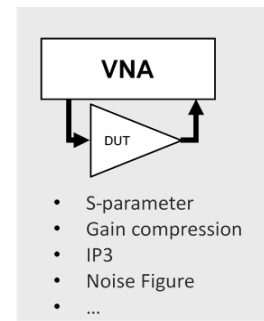 VNA
DUT
• S-parameter
• Gain compression
• IP3
• Noise Figure
• ...